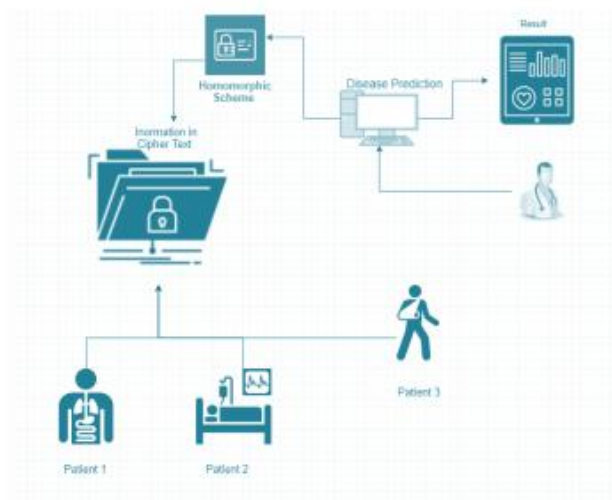 Result
Homomorphic
Scheme
Disease Prediction
Inormation in
Cipher Text
Patient 3
Patient 1
Patient 2